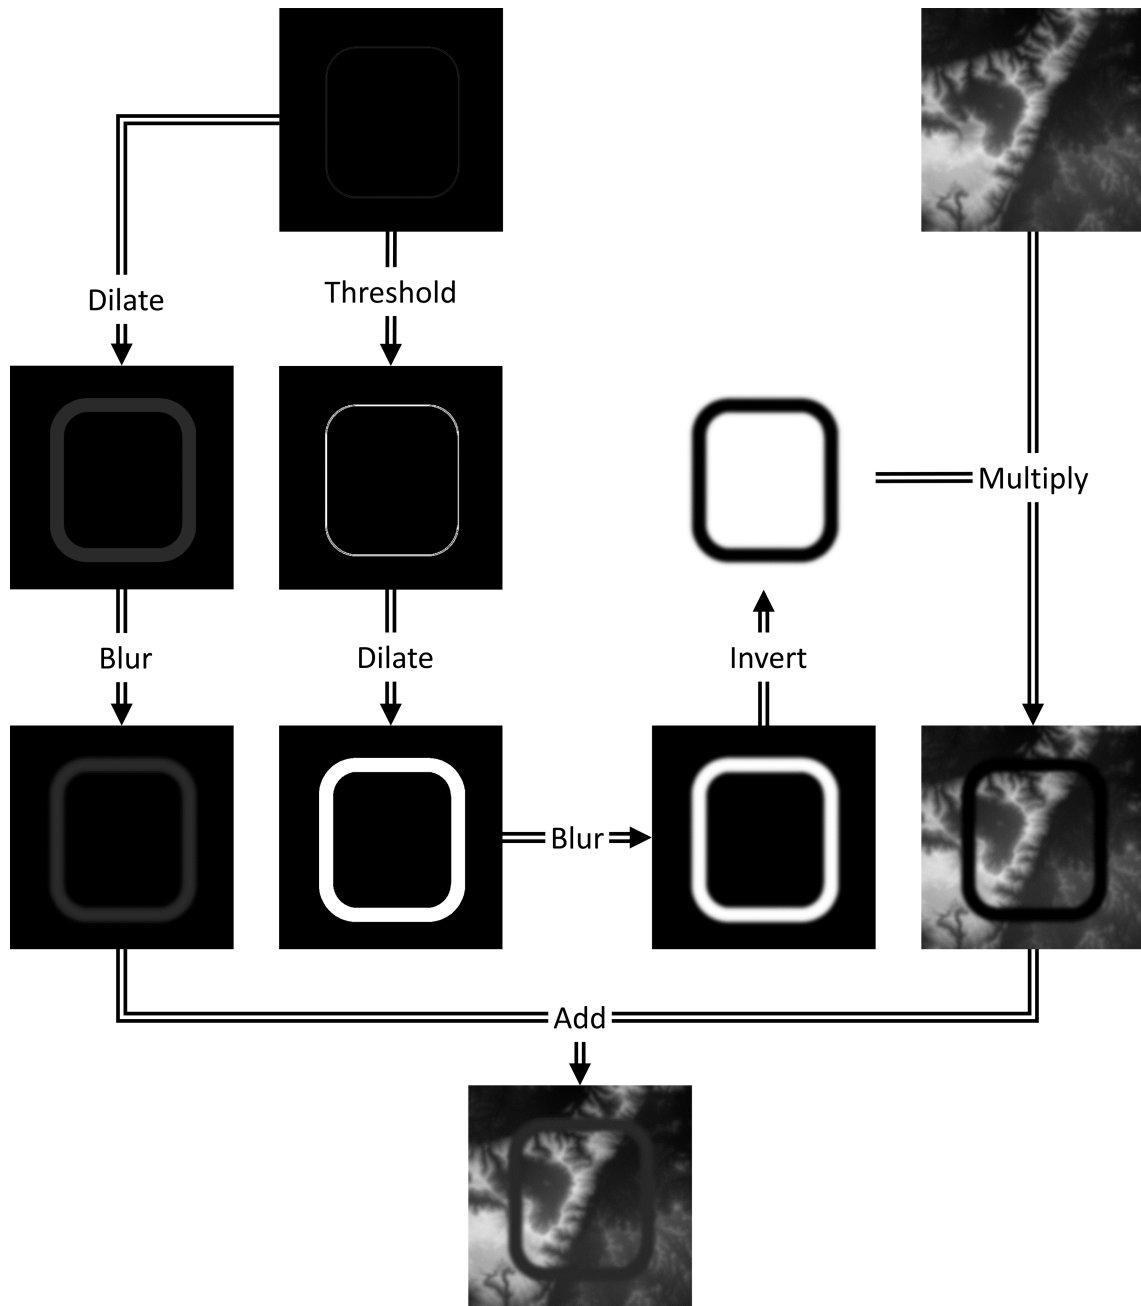 Dilate
Threshold
Multiply
Blur
Dilate
Invert
Blur
Add